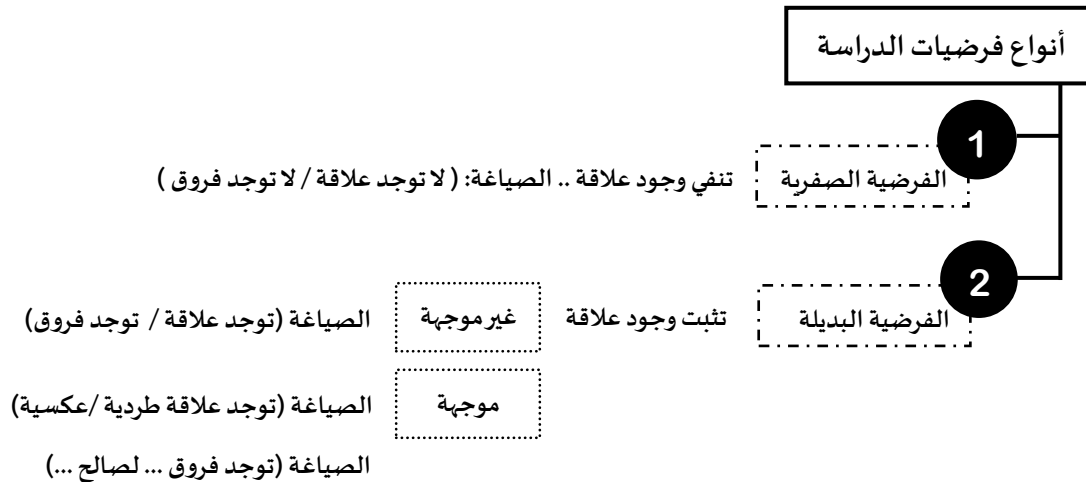 أنواع فرضيات الدراسة
1
الفرضية الصفرية تنفي وجود علاقة .. الصياغة: ( لا توجد علاقة / لا توجد فروق )
2
الفرضية البديلة تثبت وجود علاقة غير موجهة الصياغة (توجد علاقة / توجد فروق)
موجهة الصياغة (توجد علاقة طردية /عكسية)
الصياغة (توجد فروق ... لصالح ...)